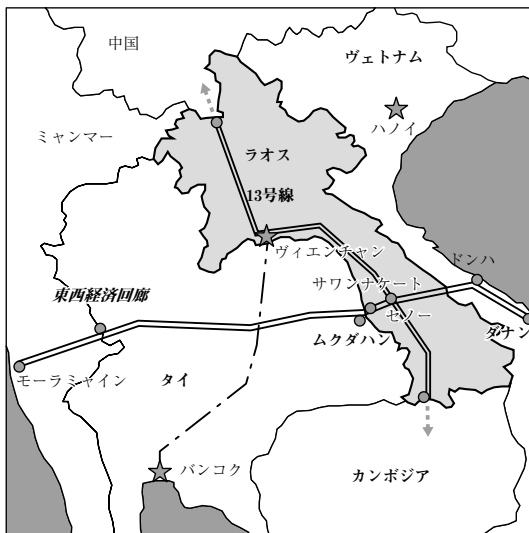 中国
ヴェトナム
ハノイ
ミャンマー
ラオス
13号線
ヴィエンチャン
ドンハ
サワンナケート
東西経済回廊
セノー
ダナン
ムクダハン
モーラミャイン
タイ
バンコク
カンボジア